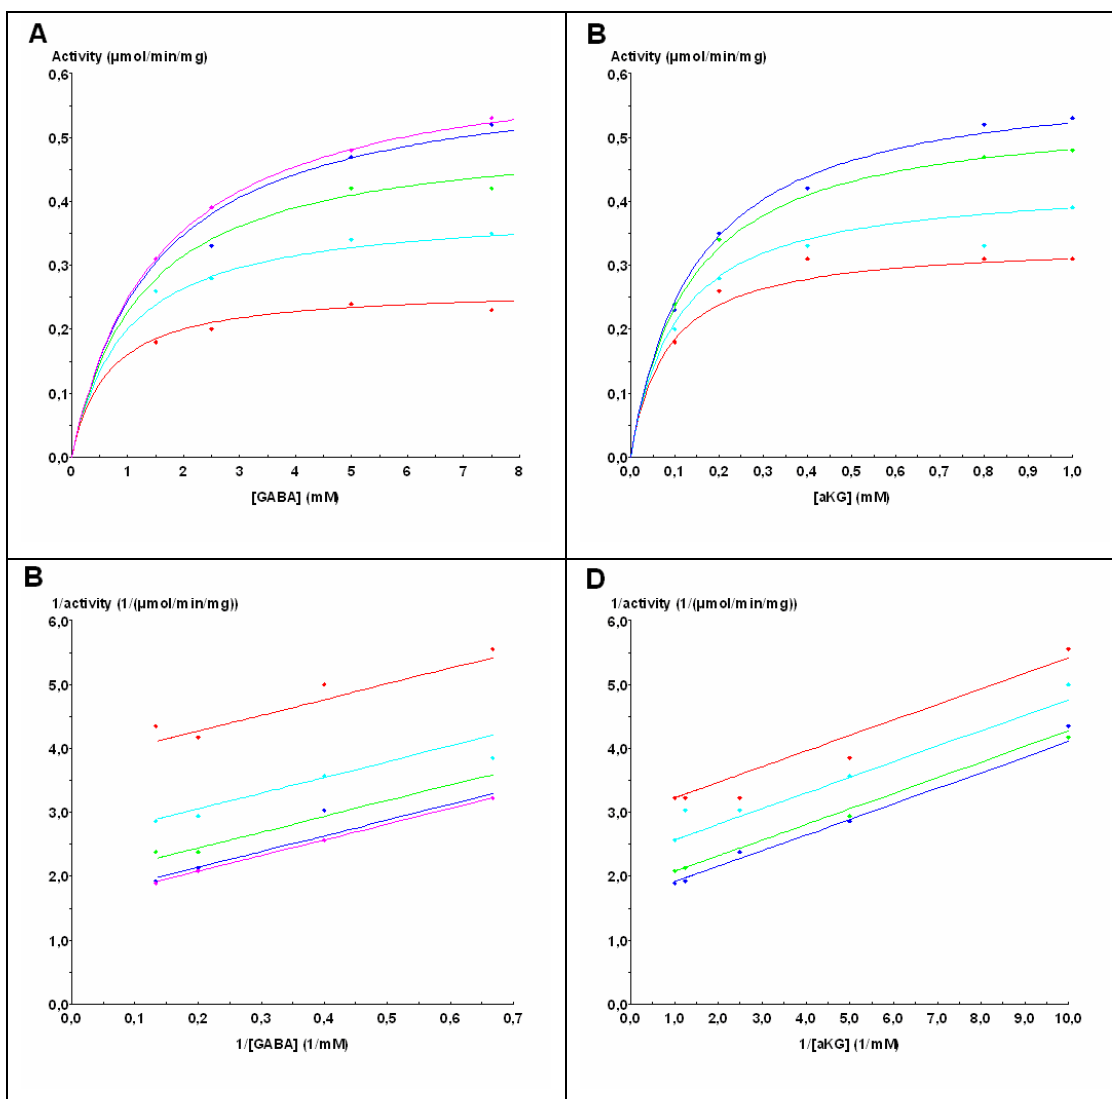 A
Activity (µmol/min/mg)
0,6
0,5
0,4
0,3
0,2
0,1
0,0
0 1 2 3 4 5 6 7 8
[GABA] (mM)
B
Activity (µmol/min/mg)
0,6
0,5
0,4
0,3
0,2
0,1
0,0
0,0 0,1 0,2 0,3 0,4 0,5 0,6 0,7 0,8 0,9 1,0
[aKG] (mM)
B
1/activity (1/(µmol/min/mg))
6,0
5,0
4,0
3,0
2,0
1,0
0,0
0,0 0,1 0,2 0,3 0,4 0,5 0,6 0,7
1/[GABA] (1/mM)
D
1/activity (1/(µmol/min/mg))
6,0
5,0
4,0
3,0
2,0
1,0
0,0
0,0 1,0 2,0 3,0 4,0 5,0 6,0 7,0 8,0 9,0 10,0
1/[aKG] (1/mM)